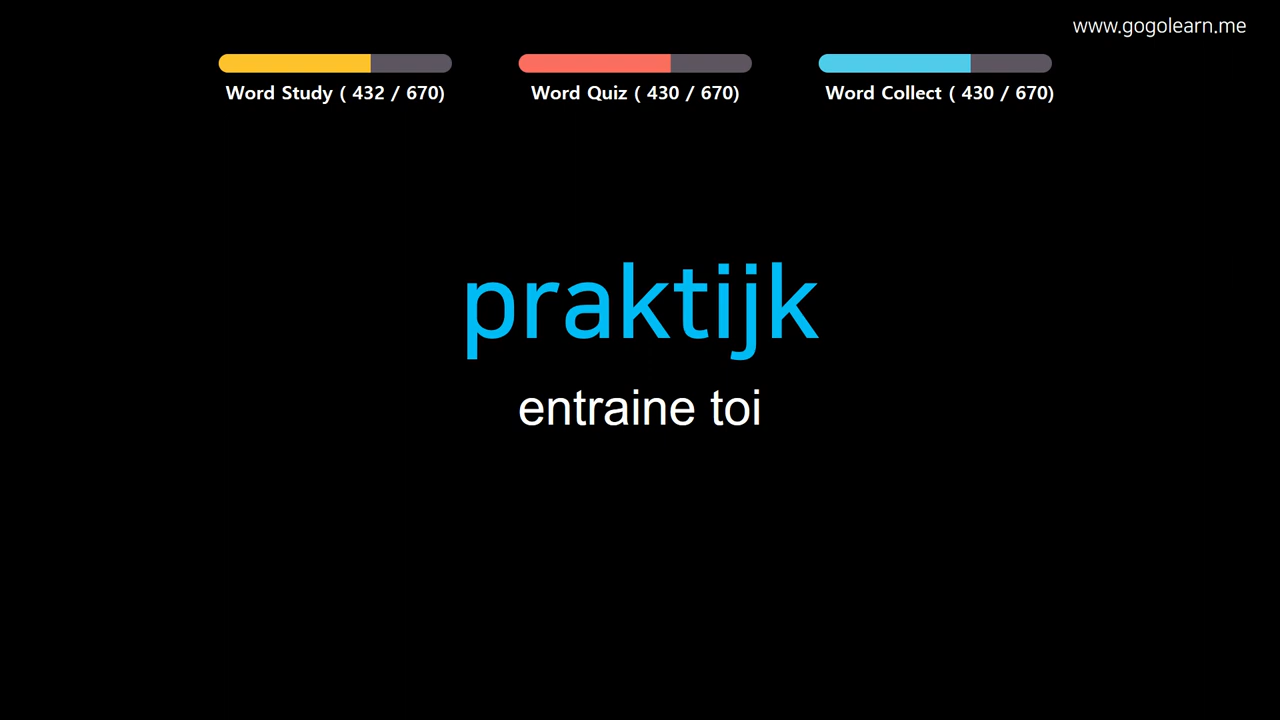 www.gogolearn.me
Word Study ( 432 / 670)
Word Quiz ( 430 / 670)
Word Collect ( 430 / 670)
praktijk
entraine toi